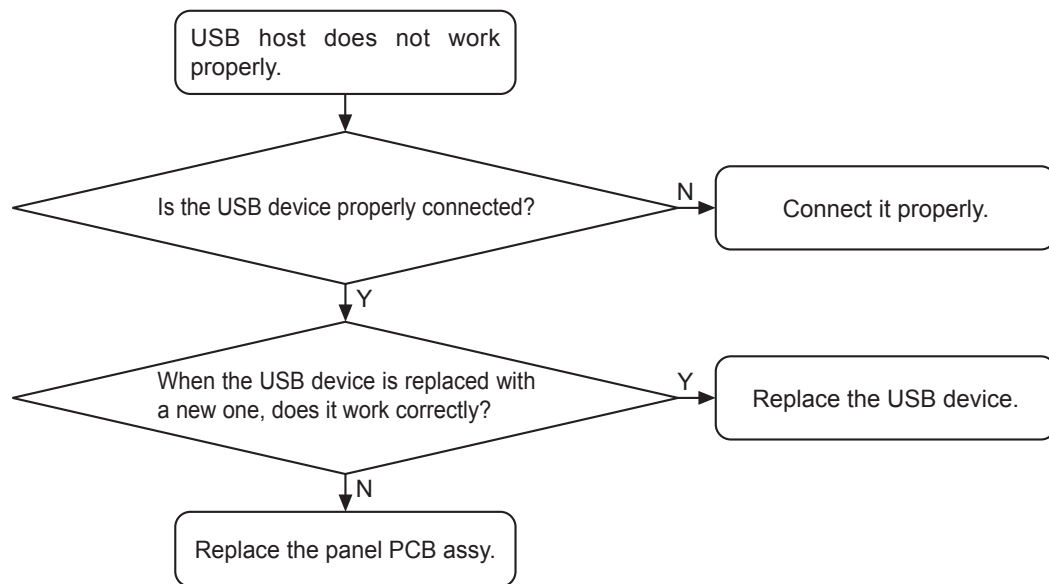 USB host does not work
properly.
Is the USB device properly connected?
N
Connect it properly.
Y
When the USB device is replaced with
a new one, does it work correctly?
Y
Replace the USB device.
N
Replace the panel PCB assy.